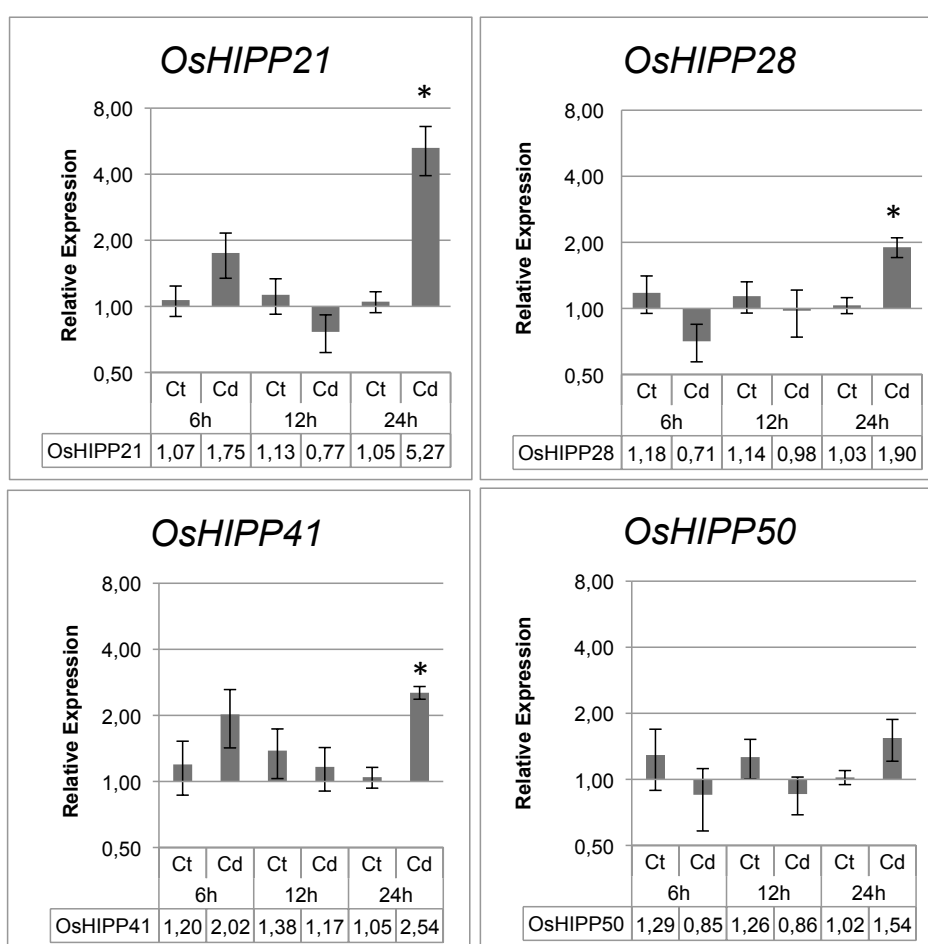 OsHIPP21
*
8,00
4,00
2,00
1,00
0,50
Relative Expression
Ct Cd Ct Cd Ct Cd
6h 12h 24h
OsHIPP21 1,07 1,75 1,13 0,77 1,05 5,27
OsHIPP28
8,00
4,00
*
2,00
1,00
0,50
Relative Expression
Ct Cd Ct Cd Ct Cd
6h 12h 24h
OsHIPP28 1,18 0,71 1,14 0,98 1,03 1,90
OsHIPP41
8,00
4,00
*
2,00
1,00
0,50
Relative Expression
Ct Cd Ct Cd Ct Cd
6h 12h 24h
OsHIPP41 1,20 2,02 1,38 1,17 1,05 2,54
OsHIPP50
8,00
4,00
2,00
1,00
0,50
Relative Expression
Ct Cd Ct Cd Ct Cd
6h 12h 24h
OsHIPP50 1,29 0,85 1,26 0,86 1,02 1,54